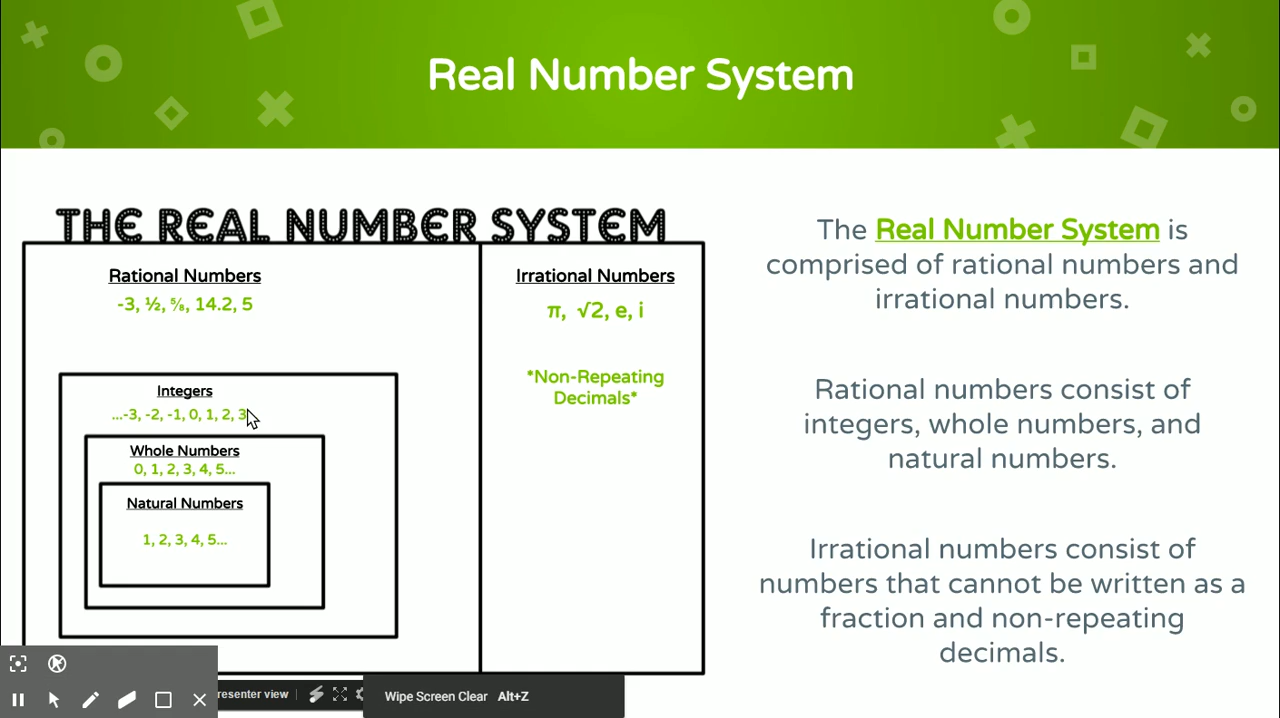 Real Number System
THE REAL NUMBER SYSTEM
Rational Numbers
-3, ½, ⅝, 14.2, 5
Integers
...-3, -2, -1, 0, 1, 2, 3
Whole Numbers
0, 1, 2, 3, 4, 5...
Natural Numbers
1, 2, 3, 4, 5...
Irrational Numbers
π, √2, e, i
*Non-Repeating
Decimals*
The Real Number System is
comprised of rational numbers and
irrational numbers.
Rational numbers consist of
integers, whole numbers, and
natural numbers.
Irrational numbers consist of
numbers that cannot be written as a
fraction and non-repeating
decimals.
resenter view
Wipe Screen Clear Alt+Z